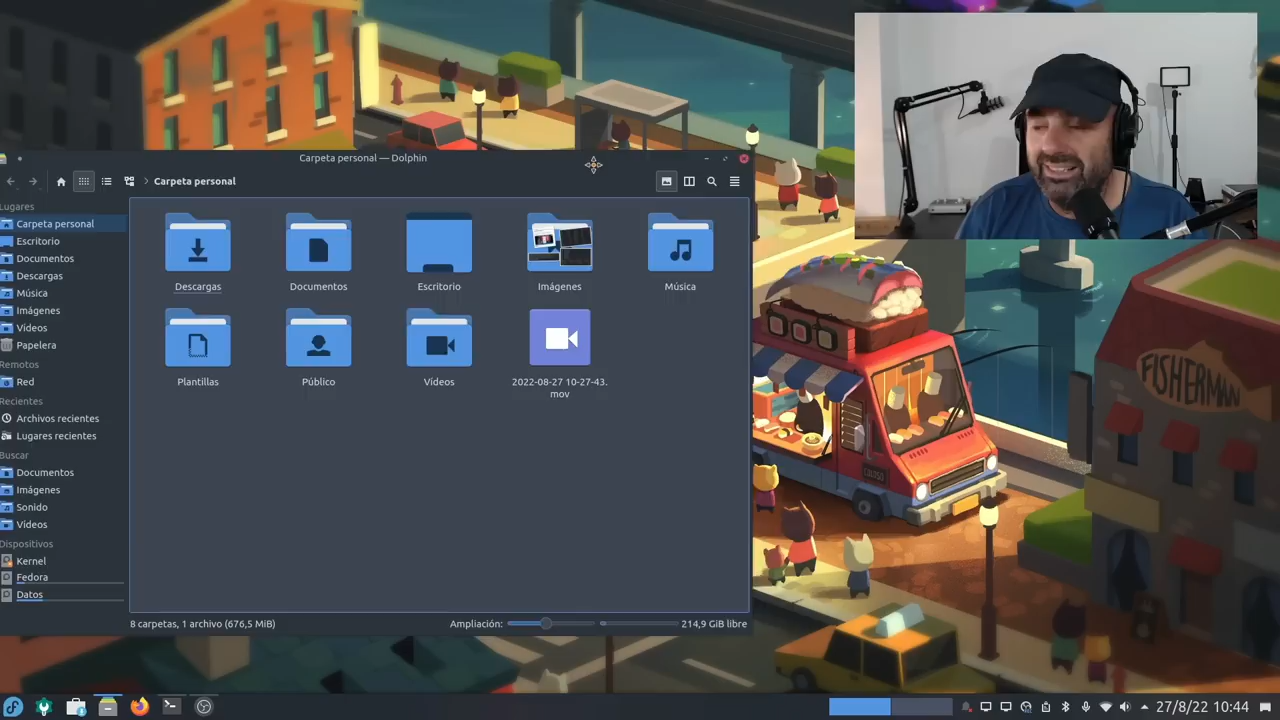 Carpeta personal — Dolphin
Carpeta personal
Lugares
Carpeta personal
Escritorio
Documentos
Descargas
Música
Imágenes
Vídeos
Papelera
Remotos
Red
Recientes
Archivos recientes
Lugares recientes
Buscar
Documentos
Imágenes
Sonido
Vídeos
Dispositivos
Kernel
Fedora
Datos
Descargas
Documentos
Escritorio
Imágenes
Música
Plantillas
Público
Vídeos
2022-08-27 10-27-43.
mov
8 carpetas, 1 archivo (676,5 MiB)
Ampliación:
214,9 GiB libre
FISHERMAN
27/8/22 10:44